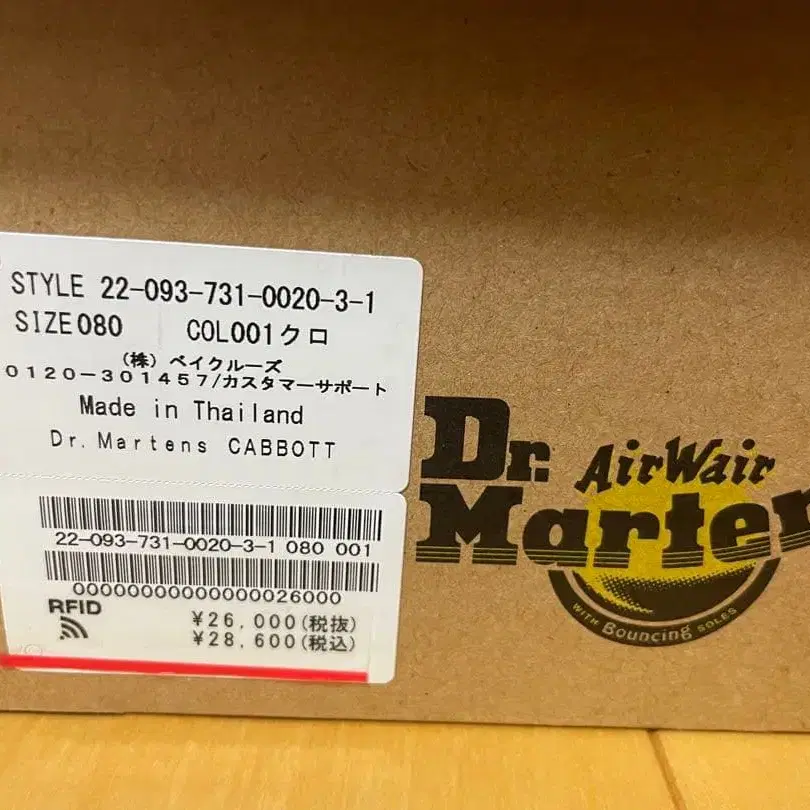 STYLE 22-093-731-0020-3-1
SIZE080 COL001クロ
（株）ベイクルーズ
0120-301457/カスタマーサポート
Made in Thailand
Dr.Martens CABBOTT
22-093-731-0020-3-1 080 001
000000000000000026000
RFID
¥26,000(税抜)
¥28,600(税込)
Dr. AirWair
Marten
WITH Bouncing SOLES